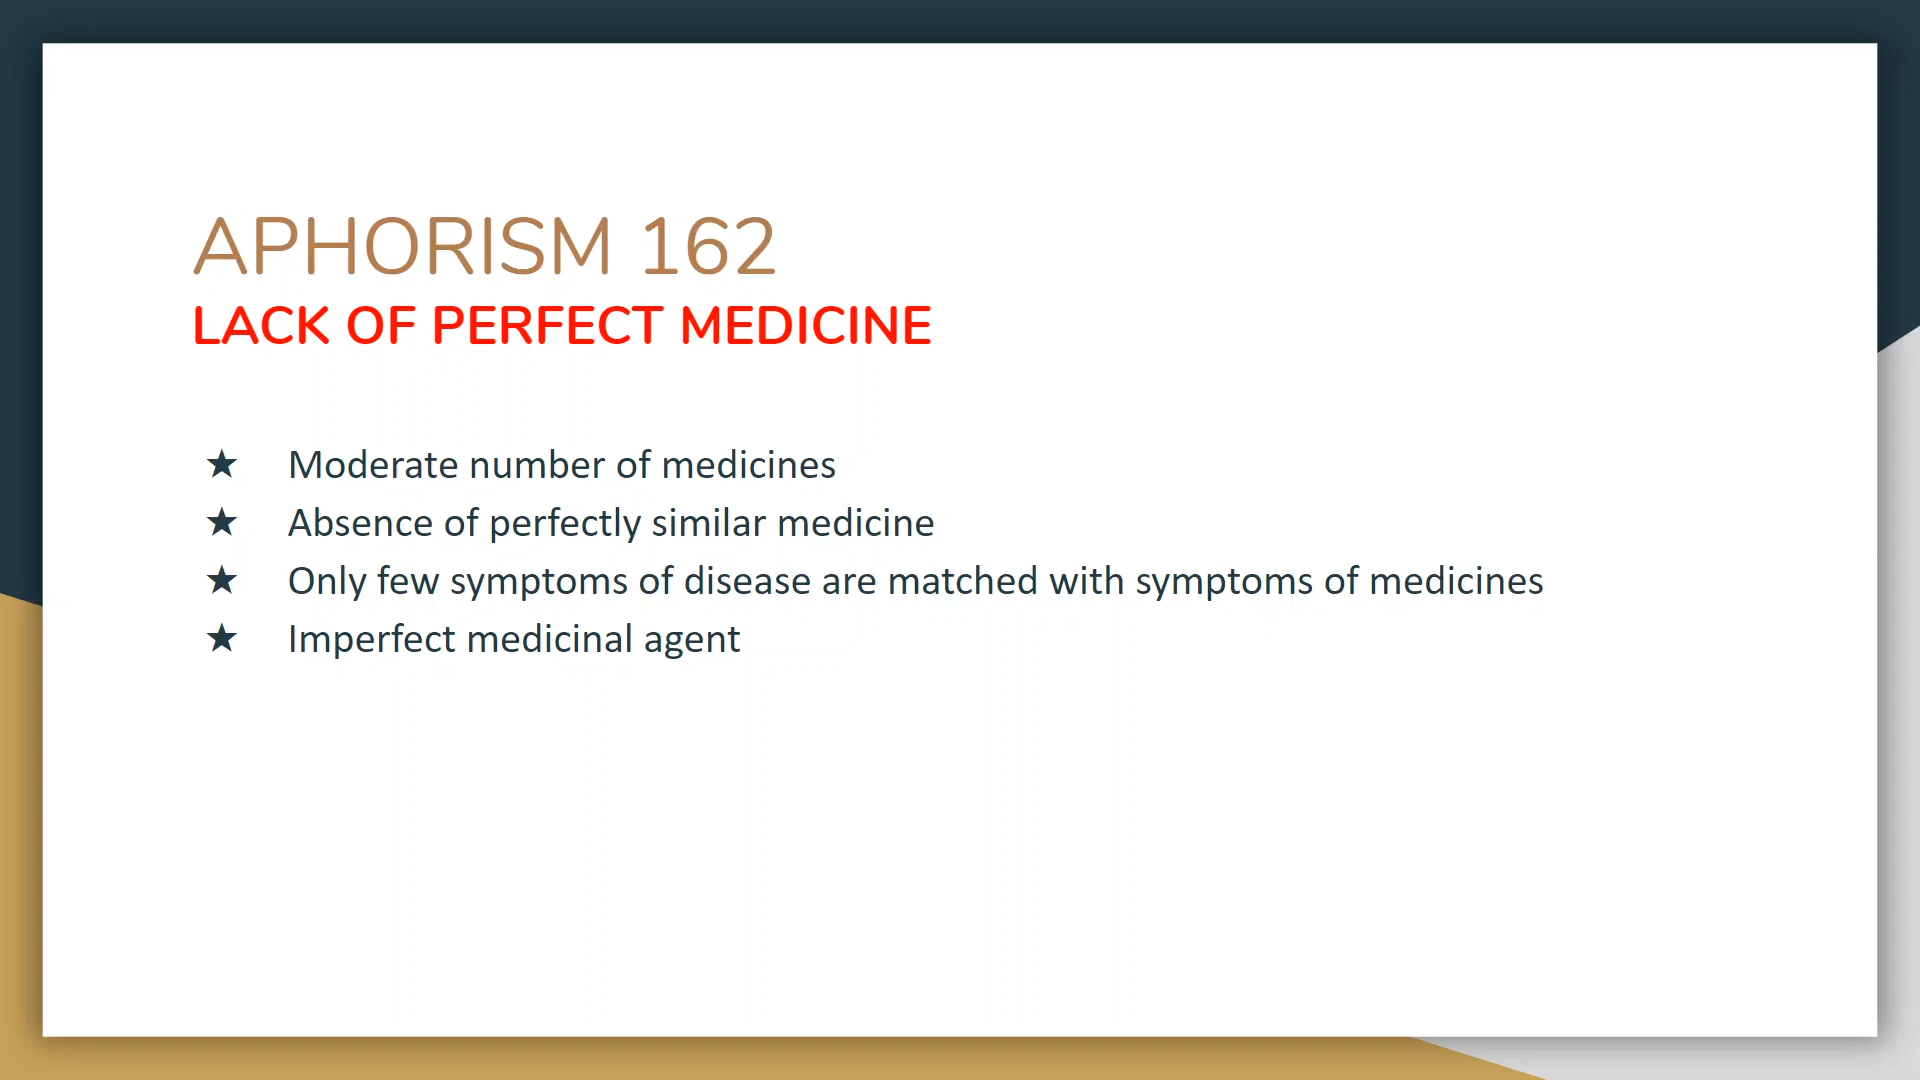 APHORISM 162
LACK OF PERFECT MEDICINE
★ Moderate number of medicines
★ Absence of perfectly similar medicine
★ Only few symptoms of disease are matched with symptoms of medicines
★ Imperfect medicinal agent